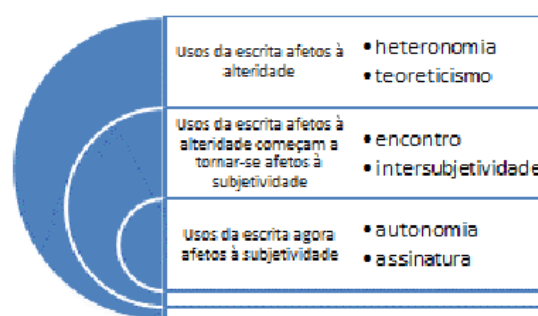 Usos da escrita afetos à
alteridade
• heteronomia
• teoreticismo
Usos da escrita afetos à
alteridade começam a
tornar-se afetos à
subjetividade
• encontro
• intersubjetividade
Usos da escrita agora
afetos à subjetividade
• autonomia
• assinatura